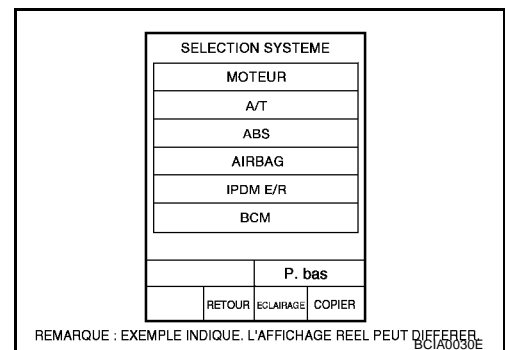 SELECTION SYSTEME
MOTEUR
A/T
ABS
AIRBAG
IPDM E/R
BCM
P. bas
RETOUR ECLAIRAGE COPIER
REMARQUE : EXEMPLE INDIQUE. L'AFFICHAGE REEL PEUT DIFFERER.
BCIA0030E